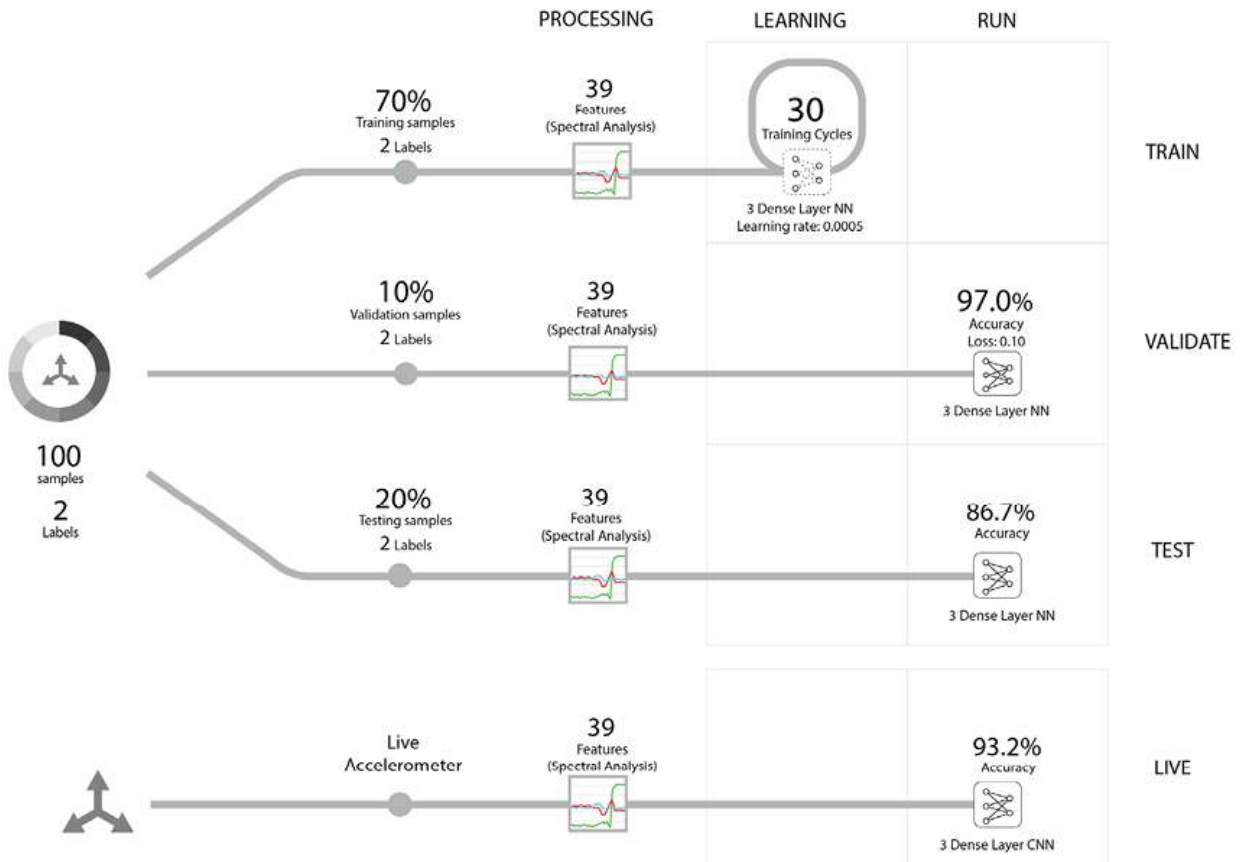 PROCESSING
LEARNING
RUN
70%
Training samples
2 Labels
39
Features
(Spectral Analysis)
30
Training Cycles
3 Dense Layer NN
Learning rate: 0.0005
TRAIN
10%
Validation samples
2 Labels
39
Features
(Spectral Analysis)
97.0%
Accuracy
Loss: 0.10
3 Dense Layer NN
VALIDATE
100
samples
2
Labels
20%
Testing samples
2 Labels
39
Features
(Spectral Analysis)
86.7%
Accuracy
3 Dense Layer NN
TEST
Live
Accelerometer
39
Features
(Spectral Analysis)
93.2%
Accuracy
3 Dense Layer CNN
LIVE